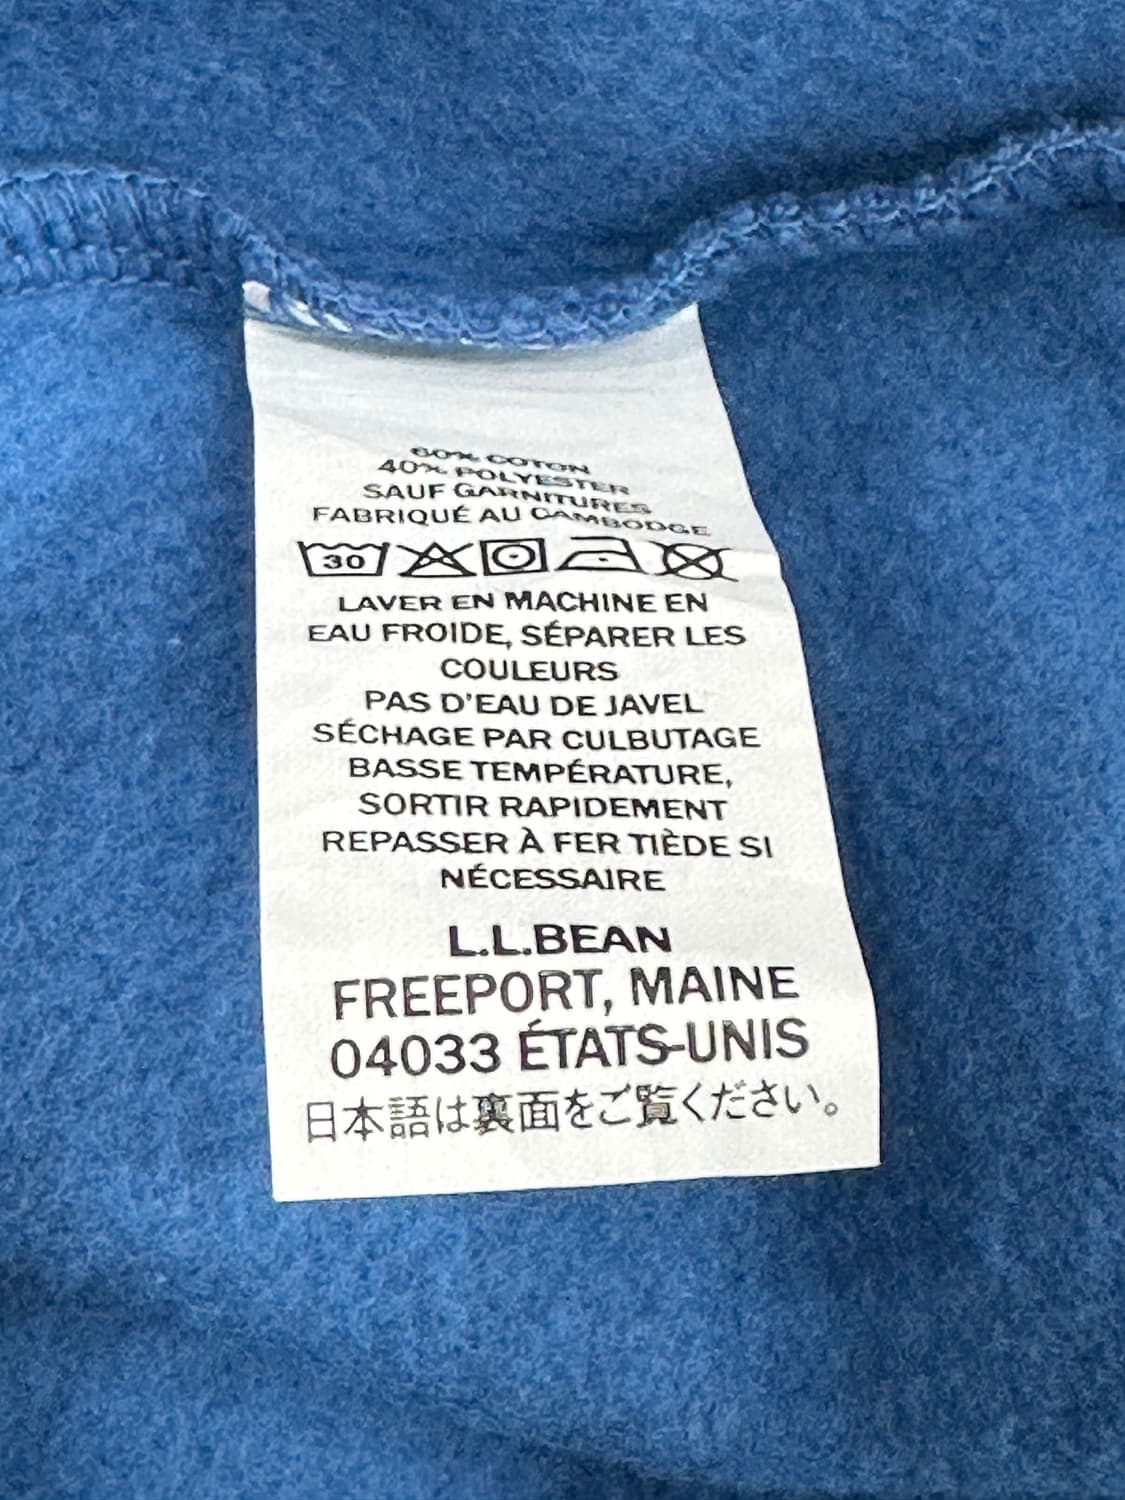 60% COTON
40% POLYESTER
SAUF GARNITURES
FABRIQUÉ AU CAMBODGE
30
LAVER EN MACHINE EN
EAU FROIDE, SÉPARER LES
COULEURS
PAS D'EAU DE JAVEL
SÉCHAGE PAR CULBUTAGE
BASSE TEMPÉRATURE,
SORTIR RAPIDEMENT
REPASSER À FER TIÈDE SI
NÉCESSAIRE
L.L.BEAN
FREEPORT, MAINE
04033 ÉTATS-UNIS
日本語は裏面をご覧ください。